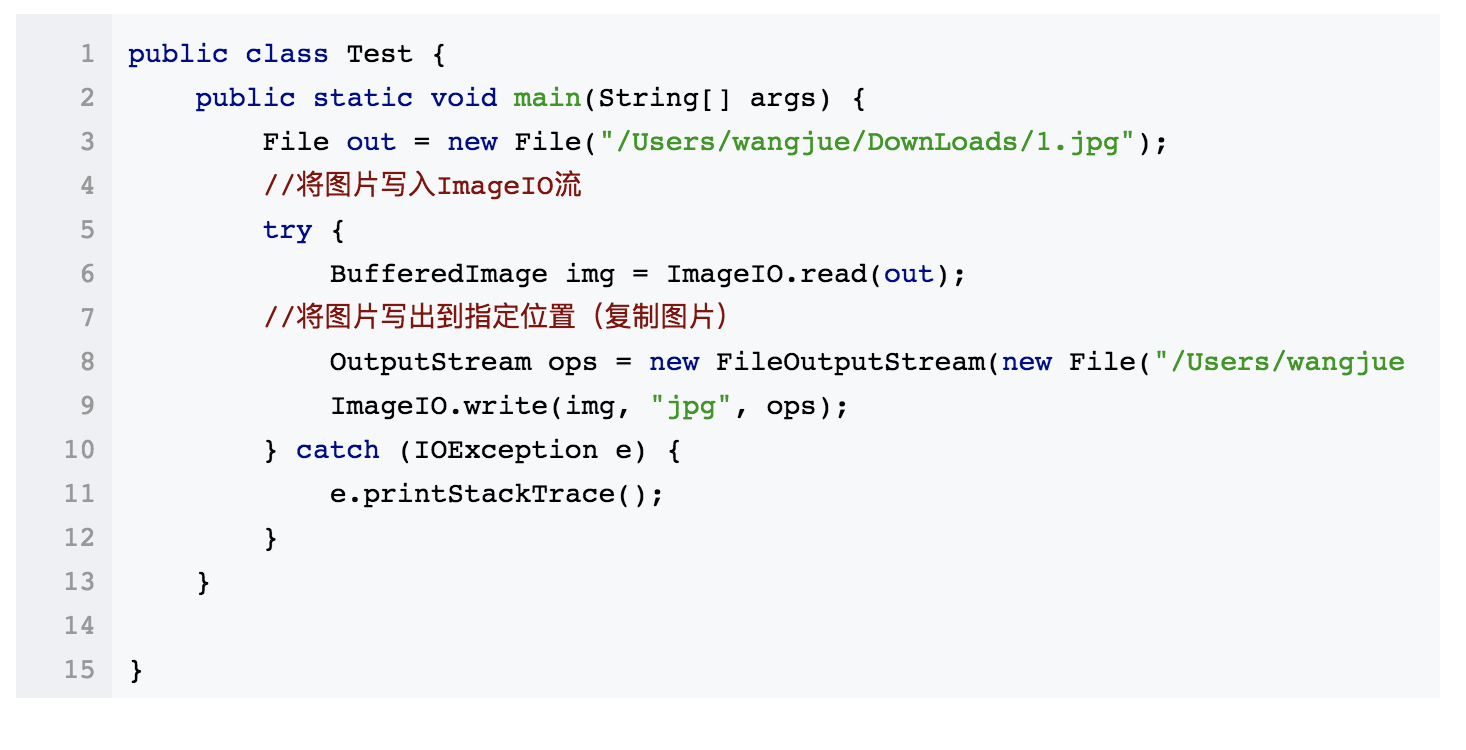 1 public class Test {
2     public static void main(String[] args) {
3         File out = new File("/Users/wangjue/DownLoads/1.jpg");
4         //将图片写入ImageIO流
5         try {
6             BufferedImage img = ImageIO.read(out);
7         //将图片写出到指定位置（复制图片）
8             OutputStream ops = new FileOutputStream(new File("/Users/wangjue
9             ImageIO.write(img, "jpg", ops);
10         } catch (IOException e) {
11             e.printStackTrace();
12         }
13     }
14
15 }